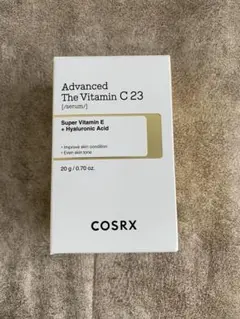 Advanced
The Vitamin C 23
[/serum/]
Super Vitamin E
+ Hyaluronic Acid
• Improve skin condition
• Even skin tone
20 g / 0.70 oz.
COSRX